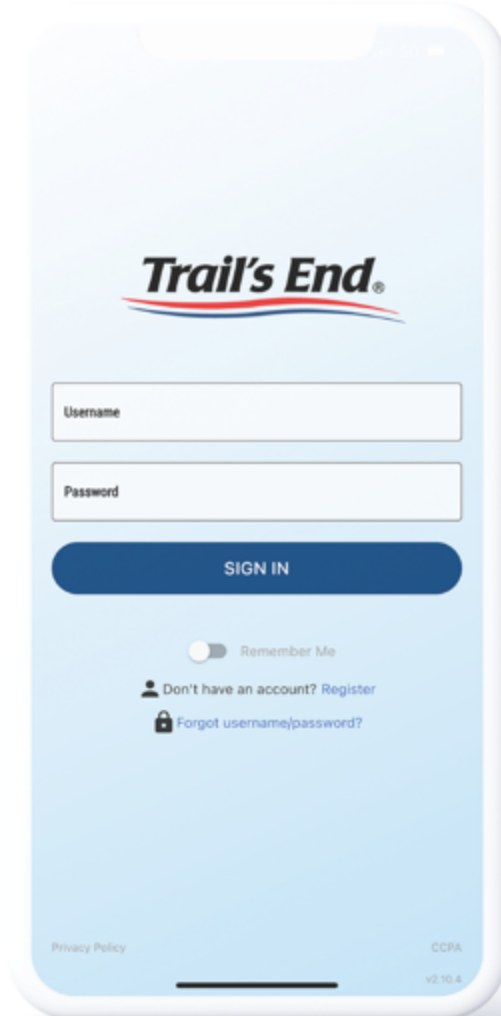 Trail's End®
Username
Password
SIGN IN
Remember Me
Don't have an account? Register
Forgot username/password?
Privacy Policy CCPA
v2.10.4